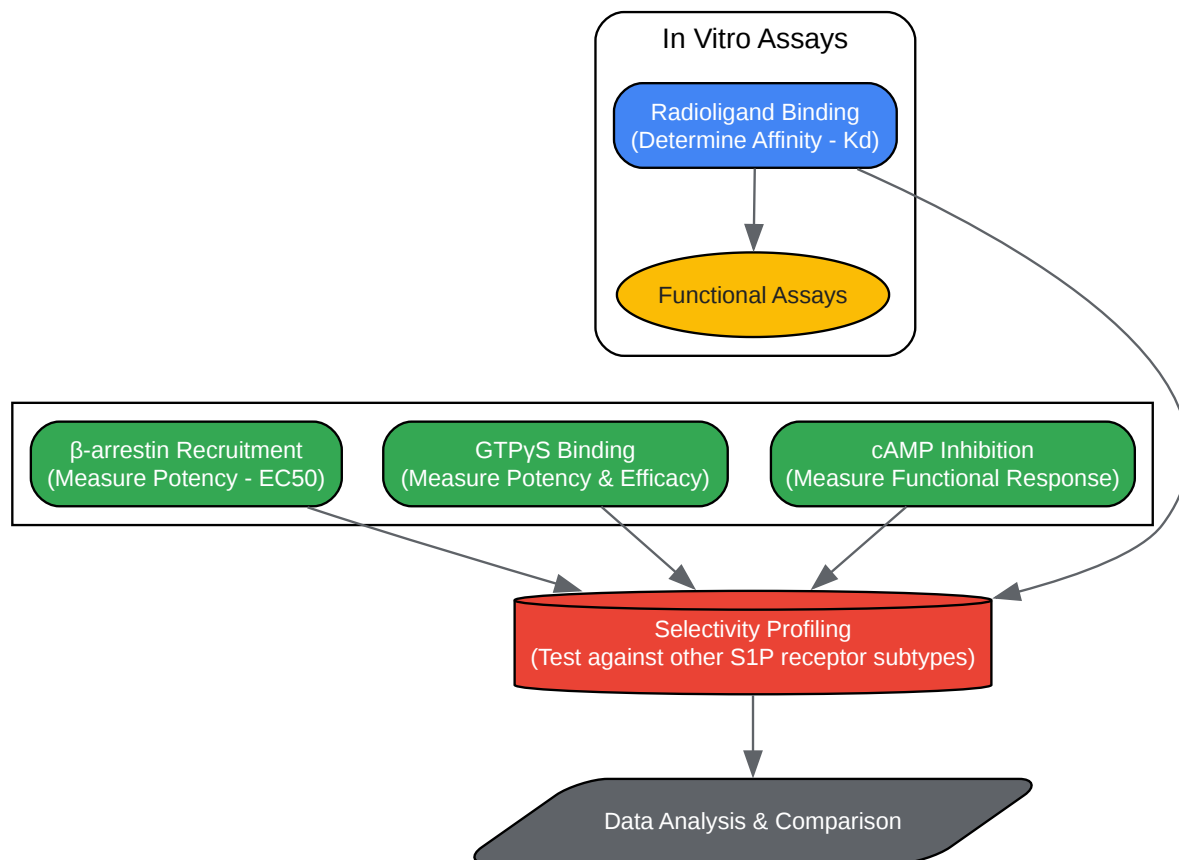 In Vitro Assays
Radioligand Binding
(Determine Affinity - Kd)
Functional Assays
β-arrestin Recruitment
(Measure Potency - EC50)
GTPγS Binding
(Measure Potency & Efficacy)
cAMP Inhibition
(Measure Functional Response)
Selectivity Profiling
(Test against other S1P receptor subtypes)
Data Analysis & Comparison